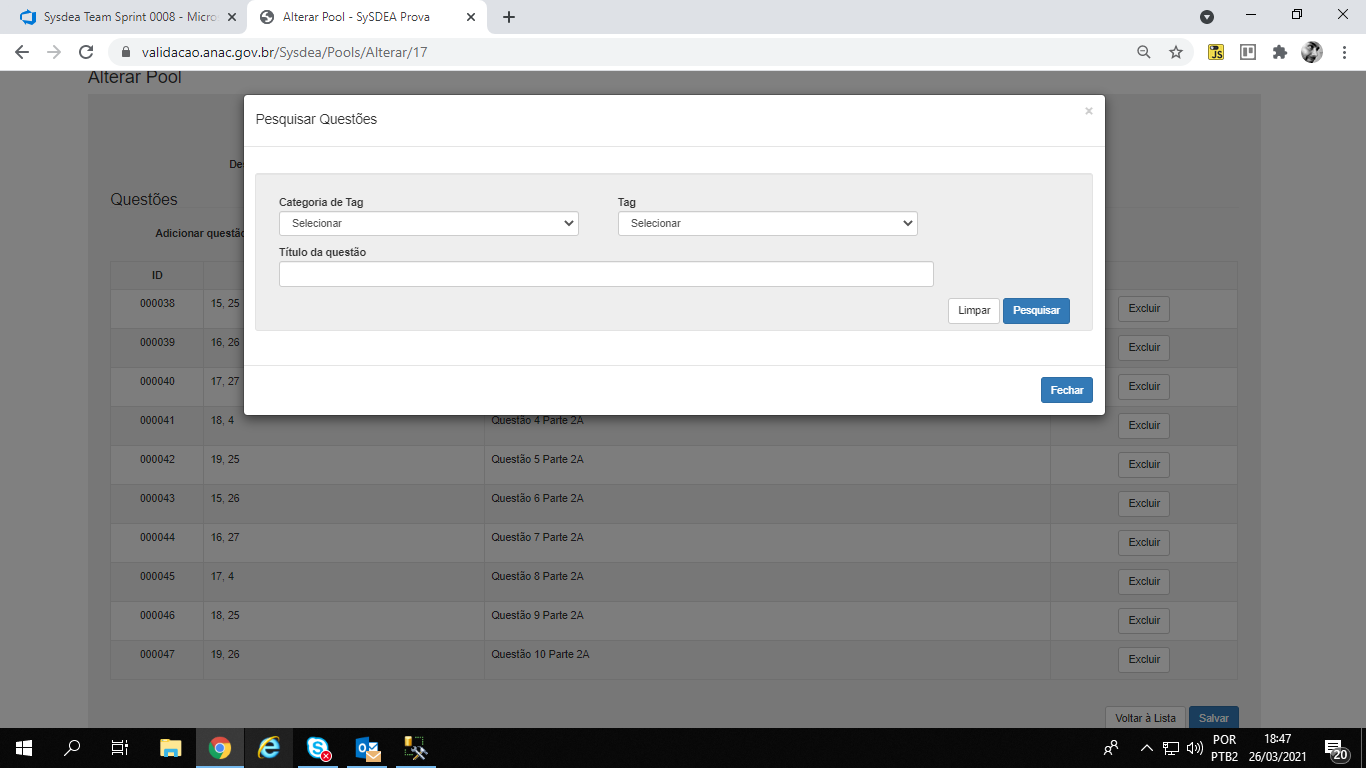 Sysdea Team Sprint 0008 - Micro
Alterar Pool - SySDEA Prova
validacao.anac.gov.br/Sysdea/Pools/Alterar/17
JS
Alterar Pool
Pesquisar Questões
×
Des
Questões
Categoria de Tag
Tag
Selecionar
Selecionar
Adicionar questão
Título da questão
ID
Limpar
Pesquisar
000038 15, 25 Excluir
000039 16, 26 Excluir
000040 17, 27 Excluir
Fechar
000041 18, 4 Questão 4 Parte 2A Excluir
000042 19, 25 Questão 5 Parte 2A Excluir
000043 15, 26 Questão 6 Parte 2A Excluir
000044 16, 27 Questão 7 Parte 2A Excluir
000045 17, 4 Questão 8 Parte 2A Excluir
000046 18, 25 Questão 9 Parte 2A Excluir
000047 19, 26 Questão 10 Parte 2A Excluir
Voltar à Lista Salvar
POR 18:47
PTB2 26/03/2021 20